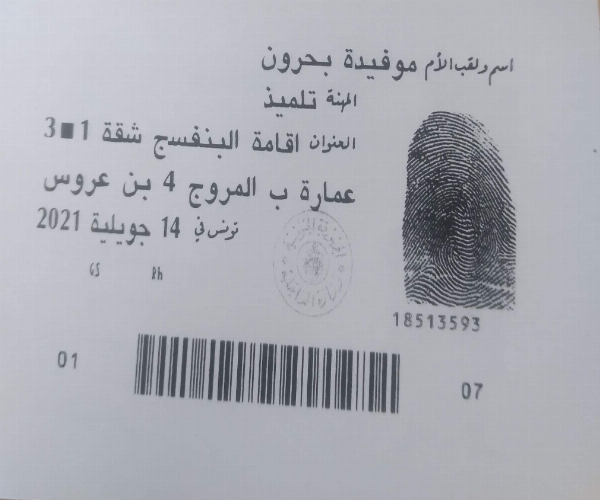 اسم ولقب الأم موفيدة بحرون
المهنة تلميذ
العنوان اقامة البنفسج شقة 1■3
عمارة ب المروج 4 بن عروس
تونس في 14 جويلية 2021
GS Rh
18513593
01 07